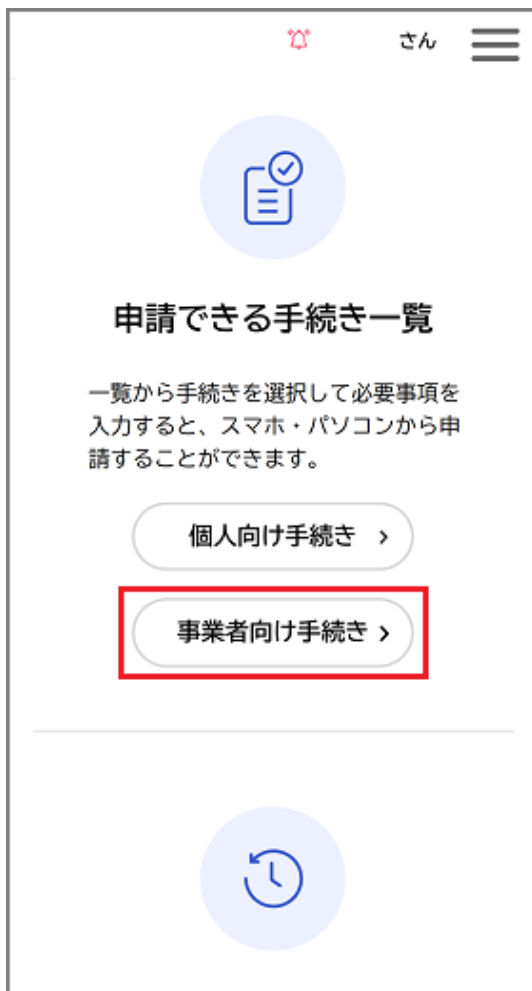 さん
申請できる手続き一覧
一覧から手続きを選択して必要事項を
入力すると、スマホ・パソコンから申
請することができます。
個人向け手続き
事業者向け手続き